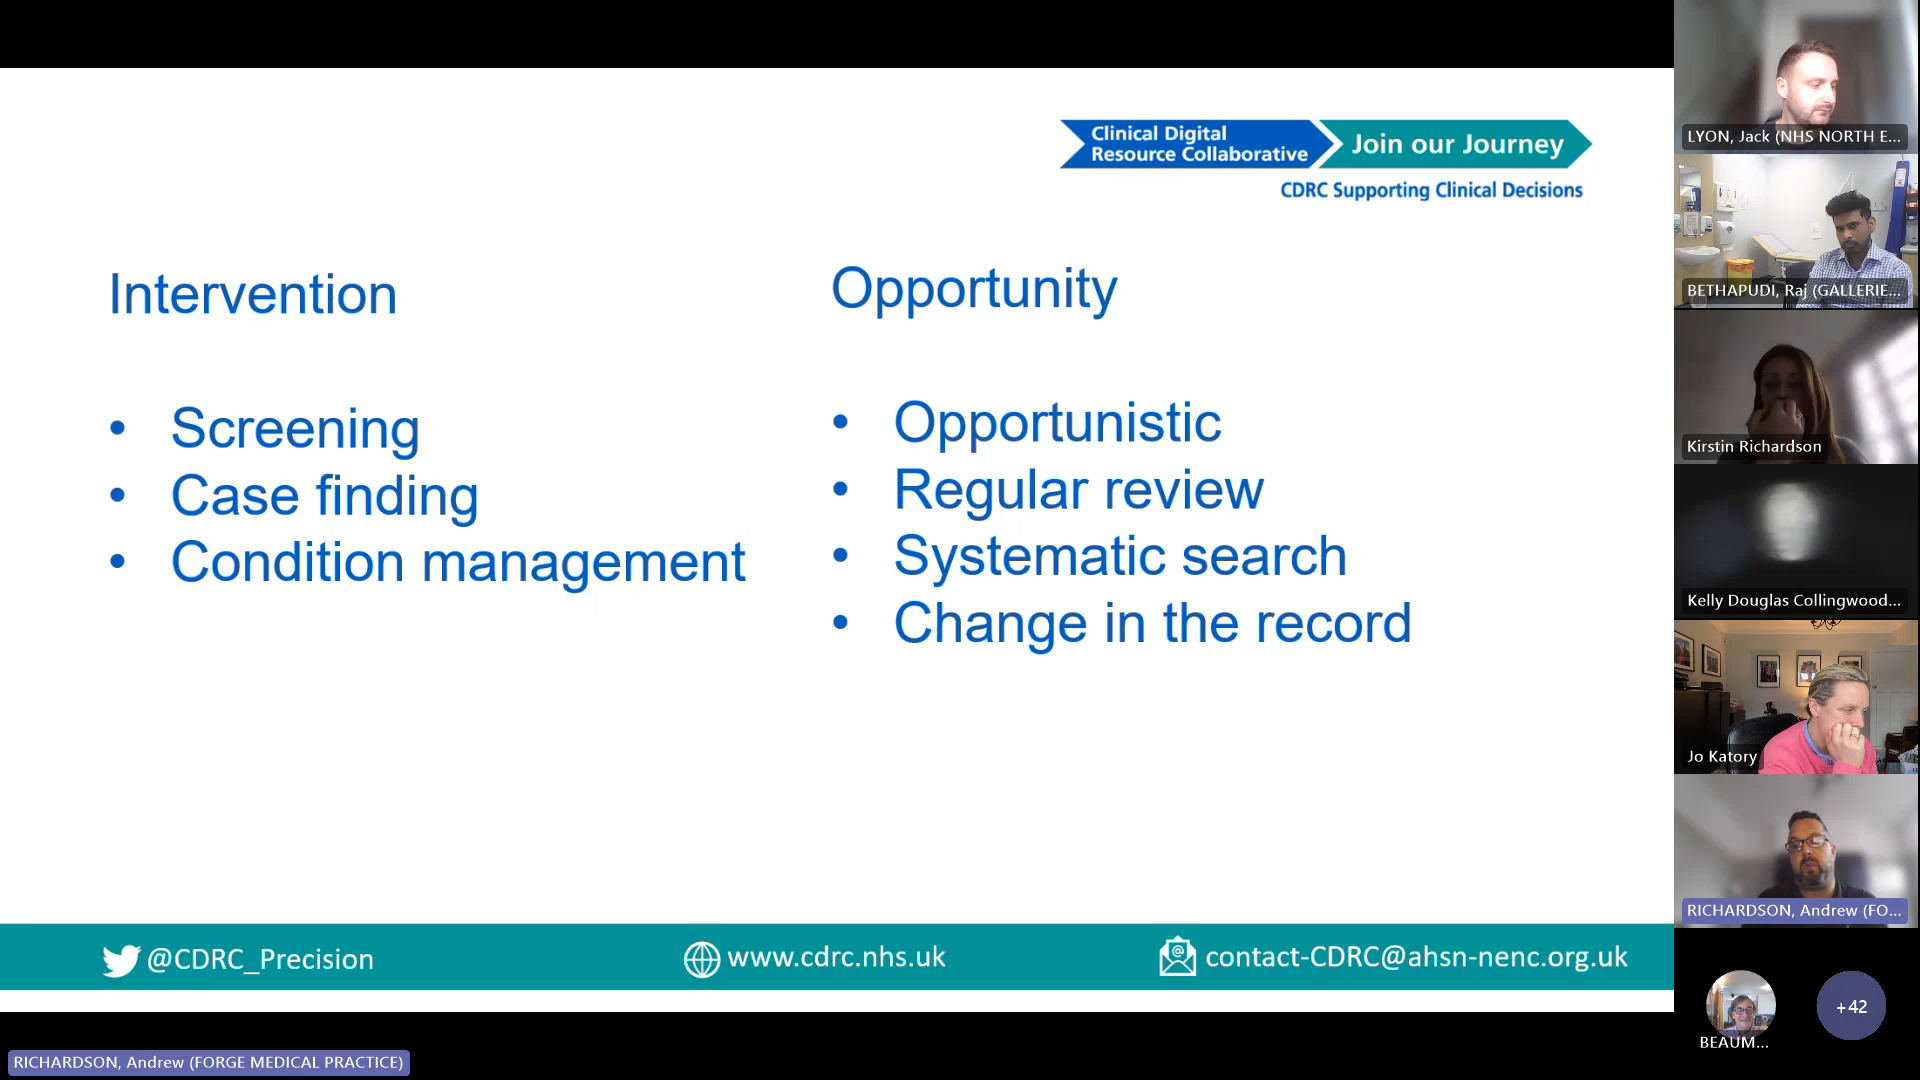 Clinical Digital
Resource Collaborative
Join our Journey
CDRC Supporting Clinical Decisions
Intervention
• Screening
• Case finding
• Condition management
Opportunity
• Opportunistic
• Regular review
• Systematic search
• Change in the record
@CDRC_Precision
www.cdrc.nhs.uk
contact-CDRC@ahsn-nenc.org.uk
RICHARDSON, Andrew (FORGE MEDICAL PRACTICE)
LYON, Jack (NHS NORTH E...
BETHAPUDI, Raj (GALLERIE...
Kirstin Richardson
Kelly Douglas Collingwood...
Jo Katory
RICHARDSON, Andrew (FO...
BEAUM...
+42